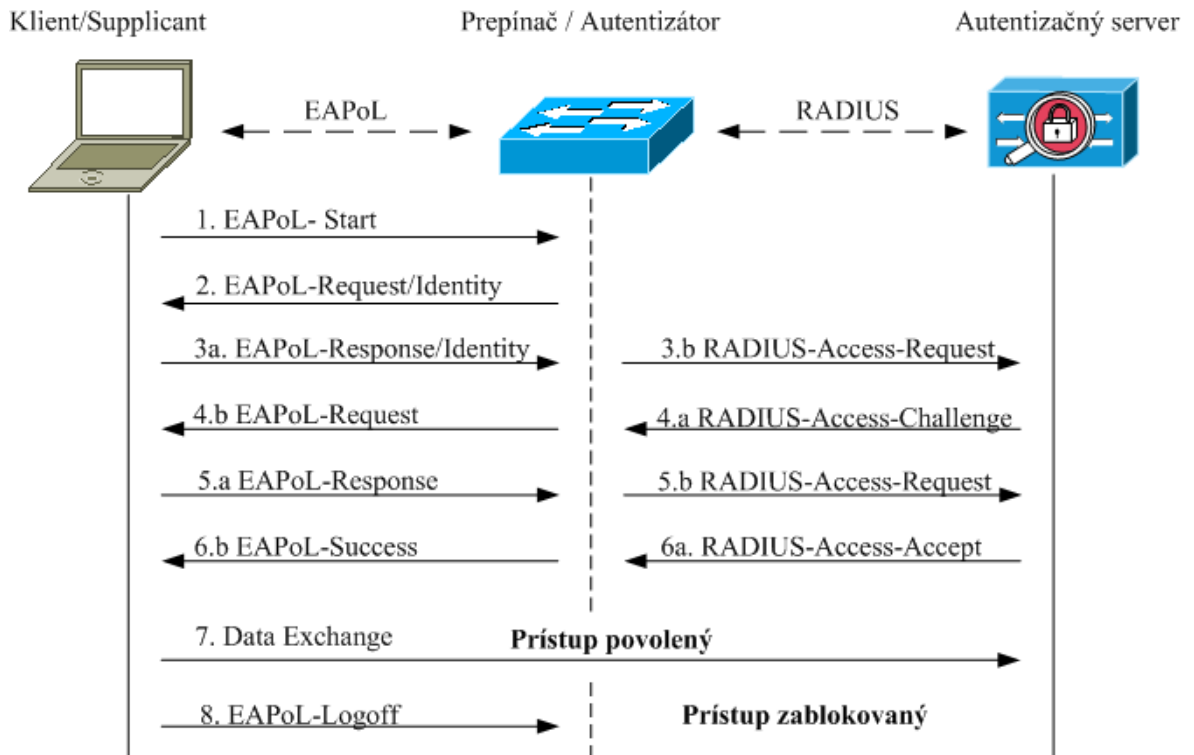 Klient/Supplicant
Prepínač / Autentizátor
Autentizačný server
EAPoL
RADIUS
1. EAPoL- Start
2. EAPoL-Request/Identity
3a. EAPoL-Response/Identity
3.b RADIUS-Access-Request
4.b EAPoL-Request
4.a RADIUS-Access-Challenge
5.a EAPoL-Response
5.b RADIUS-Access-Request
6.b EAPoL-Success
6a. RADIUS-Access-Accept
7. Data Exchange
Prístup povolený
8. EAPoL-Logoff
Prístup zablokovaný